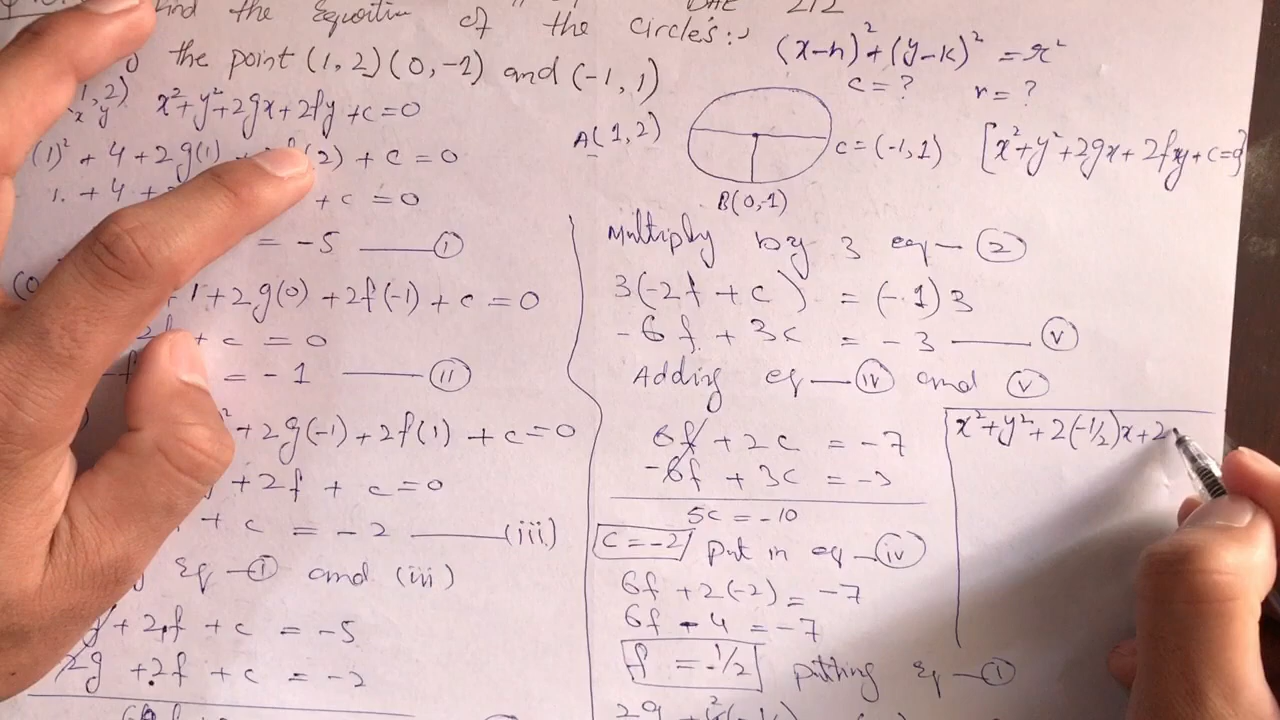 find the Equation of the Circle's:-
the point (1,2)(0,-1) and (-1,1)
1,2)
x y
x²+y²+2gx+2fy+c=0
(1)²+4+2g(1) (2)+c=0
1+4+ +c=0
= -5 (i)
1+2g(0)+2f(-1)+c=0
+c=0
= -1 (ii)
+2g(-1)+2f(1)+c=0
+2f+c=0
+c=-2 (iii)
Eq-(i) and (iii)
+2f+c=-5
2g+2f+c=-2
212
(x-h)²+(y-k)²=r²
c=? r=?
A(1,2)
c=(-1,1)
B(0,-1)
[x²+y²+2gx+2fy+c=0]
Multiply by 3 eq-(2)
3(-2f+c)=(-1)3
-6f+3c=-3 (v)
Adding eq-(iv) and (v)
6f+2c=-7
-6f+3c=-3
5c=-10
c=-2 put in eq-(iv)
6f+2(-2)=-7
6f-4=-7
f=-1/2 putting Eq-(i)
x²+y²+2(-1/2)x+2